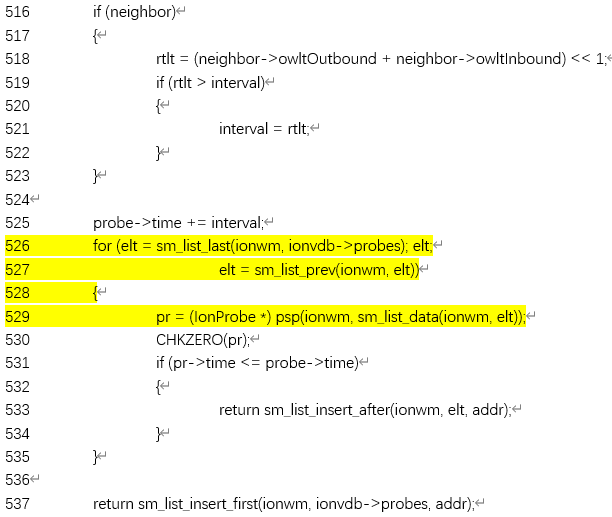 516 if (neighbor)↵
517 {↵
518 rtlt = (neighbor->owltOutbound + neighbor->owltInbound) << 1;↵
519 if (rtlt > interval)↵
520 {↵
521 interval = rtlt;↵
522 }↵
523 }↵
524↵
525 probe->time += interval;↵
526 for (elt = sm_list_last(ionwm, ionvdb->probes); elt;↵
527 elt = sm_list_prev(ionwm, elt))↵
528 {↵
529 pr = (IonProbe *) psp(ionwm, sm_list_data(ionwm, elt));↵
530 CHKZERO(pr);↵
531 if (pr->time <= probe->time)↵
532 {↵
533 return sm_list_insert_after(ionwm, elt, addr);↵
534 }↵
535 }↵
536↵
537 return sm_list_insert_first(ionwm, ionvdb->probes, addr);↵